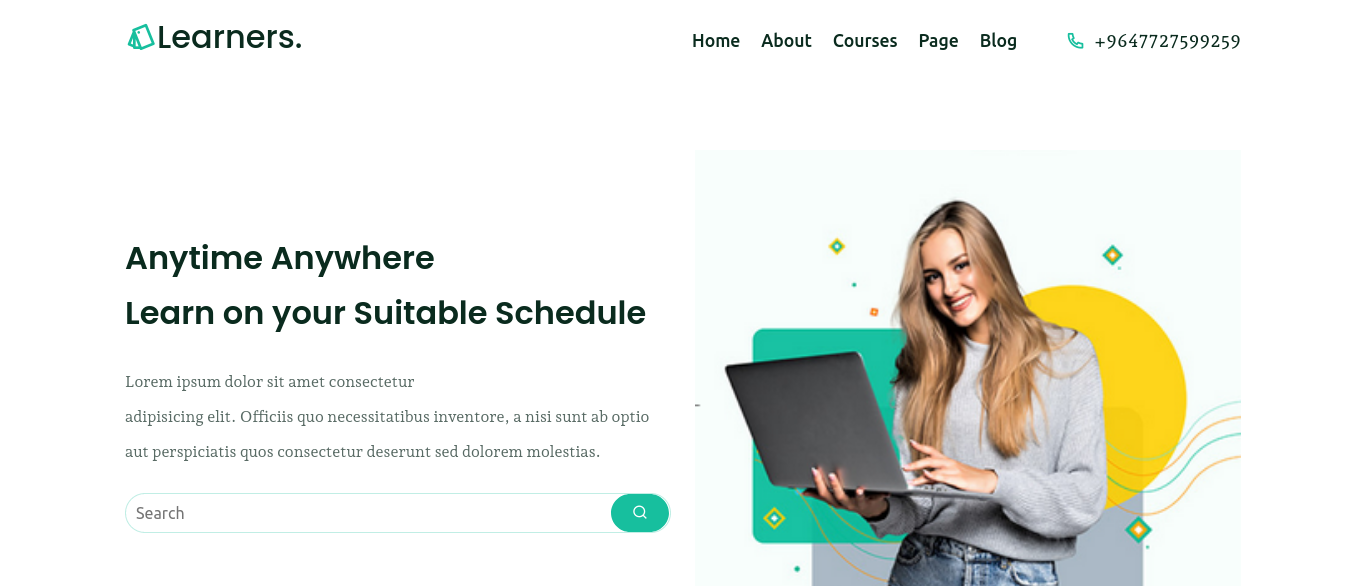 Learners.
Home About Courses Page Blog +9647727599259
Anytime Anywhere
Learn on your Suitable Schedule
Lorem ipsum dolor sit amet consectetur
adipisicing elit. Officiis quo necessitatibus inventore, a nisi sunt ab optio
aut perspiciatis quos consectetur deserunt sed dolorem molestias.
Search